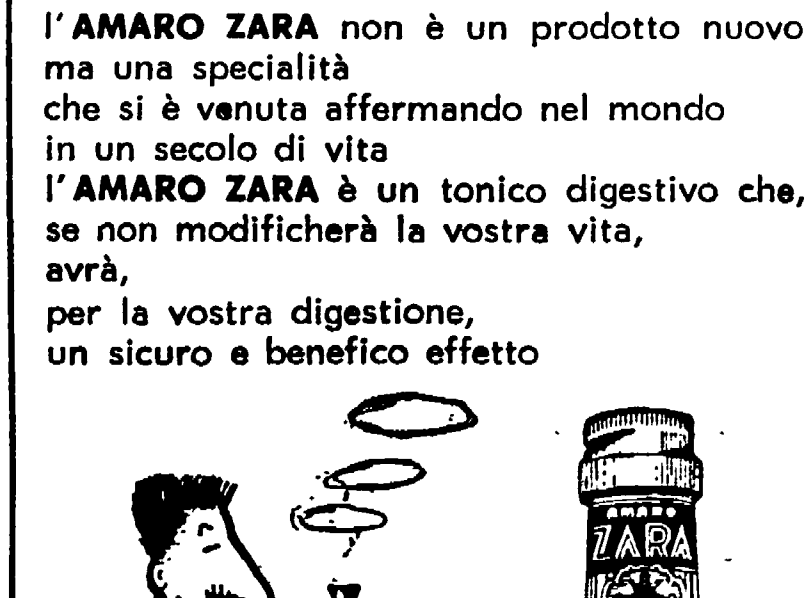 l'AMARO ZARA non è un prodotto nuovo
ma una specialità
che si è venuta affermando nel mondo
in un secolo di vita
l'AMARO ZARA è un tonico digestivo che,
se non modificherà la vostra vita,
avrà,
per la vostra digestione,
un sicuro e benefico effetto
AMARO
ZARA